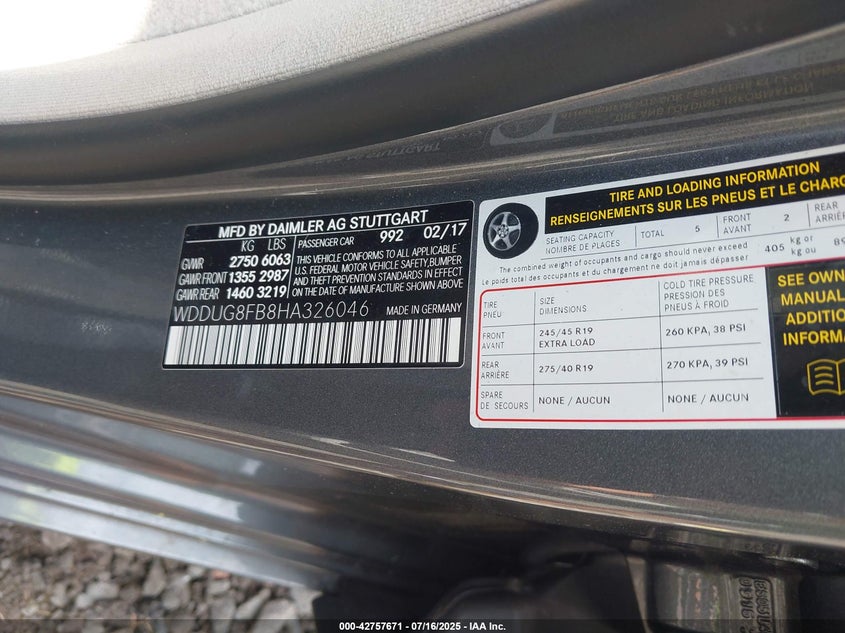 MFD BY DAIMLER AG STUTTGART
KG LBS PASSENGER CAR 992 02/17
GVWR 2750 6063
GAWR FRONT 1355 2987
GAWR REAR 1460 3219
THIS VEHICLE CONFORMS TO ALL APPLICABLE
U.S. FEDERAL MOTOR VEHICLE SAFETY,BUMPER
AND THEFT PREVENTION STANDARDS IN EFFECT
ON THE DATE OF MANUFACTURE SHOWN ABOVE.
WDDUG8FB8HA326046 MADE IN GERMANY
TIRE AND LOADING INFORMATION
RENSEIGNEMENTS SUR LES PNEUS ET LE CHARG
SEATING CAPACITY
NOMBRE DE PLACES
TOTAL 5
FRONT
AVANT
2
REAR
ARRIÈRE
The combined weight of occupants and cargo should never exceed
Le poids total des occupants et du chargement ne doit jamais dépasser
405 kg or
kg ou
89
TIRE
PNEU
SIZE
DIMENSIONS
COLD TIRE PRESSURE
PRESSION DES
PNEUS À FROID
FRONT
AVANT
245/45 R19
EXTRA LOAD
260 KPA, 38 PSI
REAR
ARRIÈRE
275/40 R19
270 KPA, 39 PSI
SPARE
DE SECOURS
NONE / AUCUN
NONE / AUCUN
SEE OWN
MANUAL
ADDITIO
INFORMA
000-42757671 - 07/16/2025 - IAA Inc.